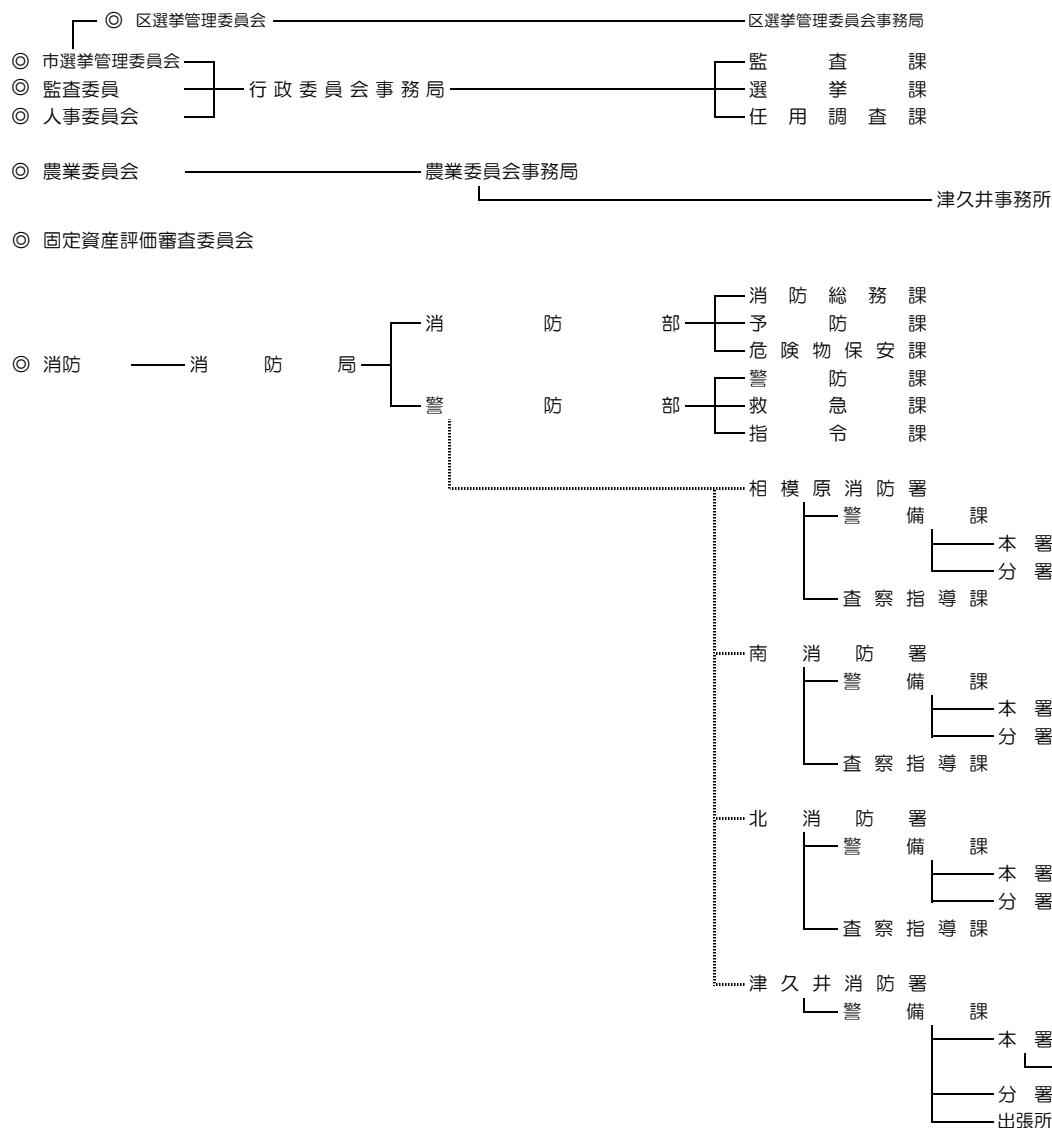 ◎ 区選挙管理委員会 区選挙管理委員会事務局
◎ 市選挙管理委員会 監査課
◎ 監査委員 行政委員会事務局 選挙課
◎ 人事委員会 任用調査課
◎ 農業委員会 農業委員会事務局
津久井事務所
◎ 固定資産評価審査委員会
消防総務課
消防部 予防課
危険物保安課
◎ 消防 消防局
警防課
警防部 救急課
指令課
相模原消防署
警備課
本署
分署
査察指導課
南消防署
警備課
本署
分署
査察指導課
北消防署
警備課
本署
分署
査察指導課
津久井消防署
警備課
本署
分署
出張所